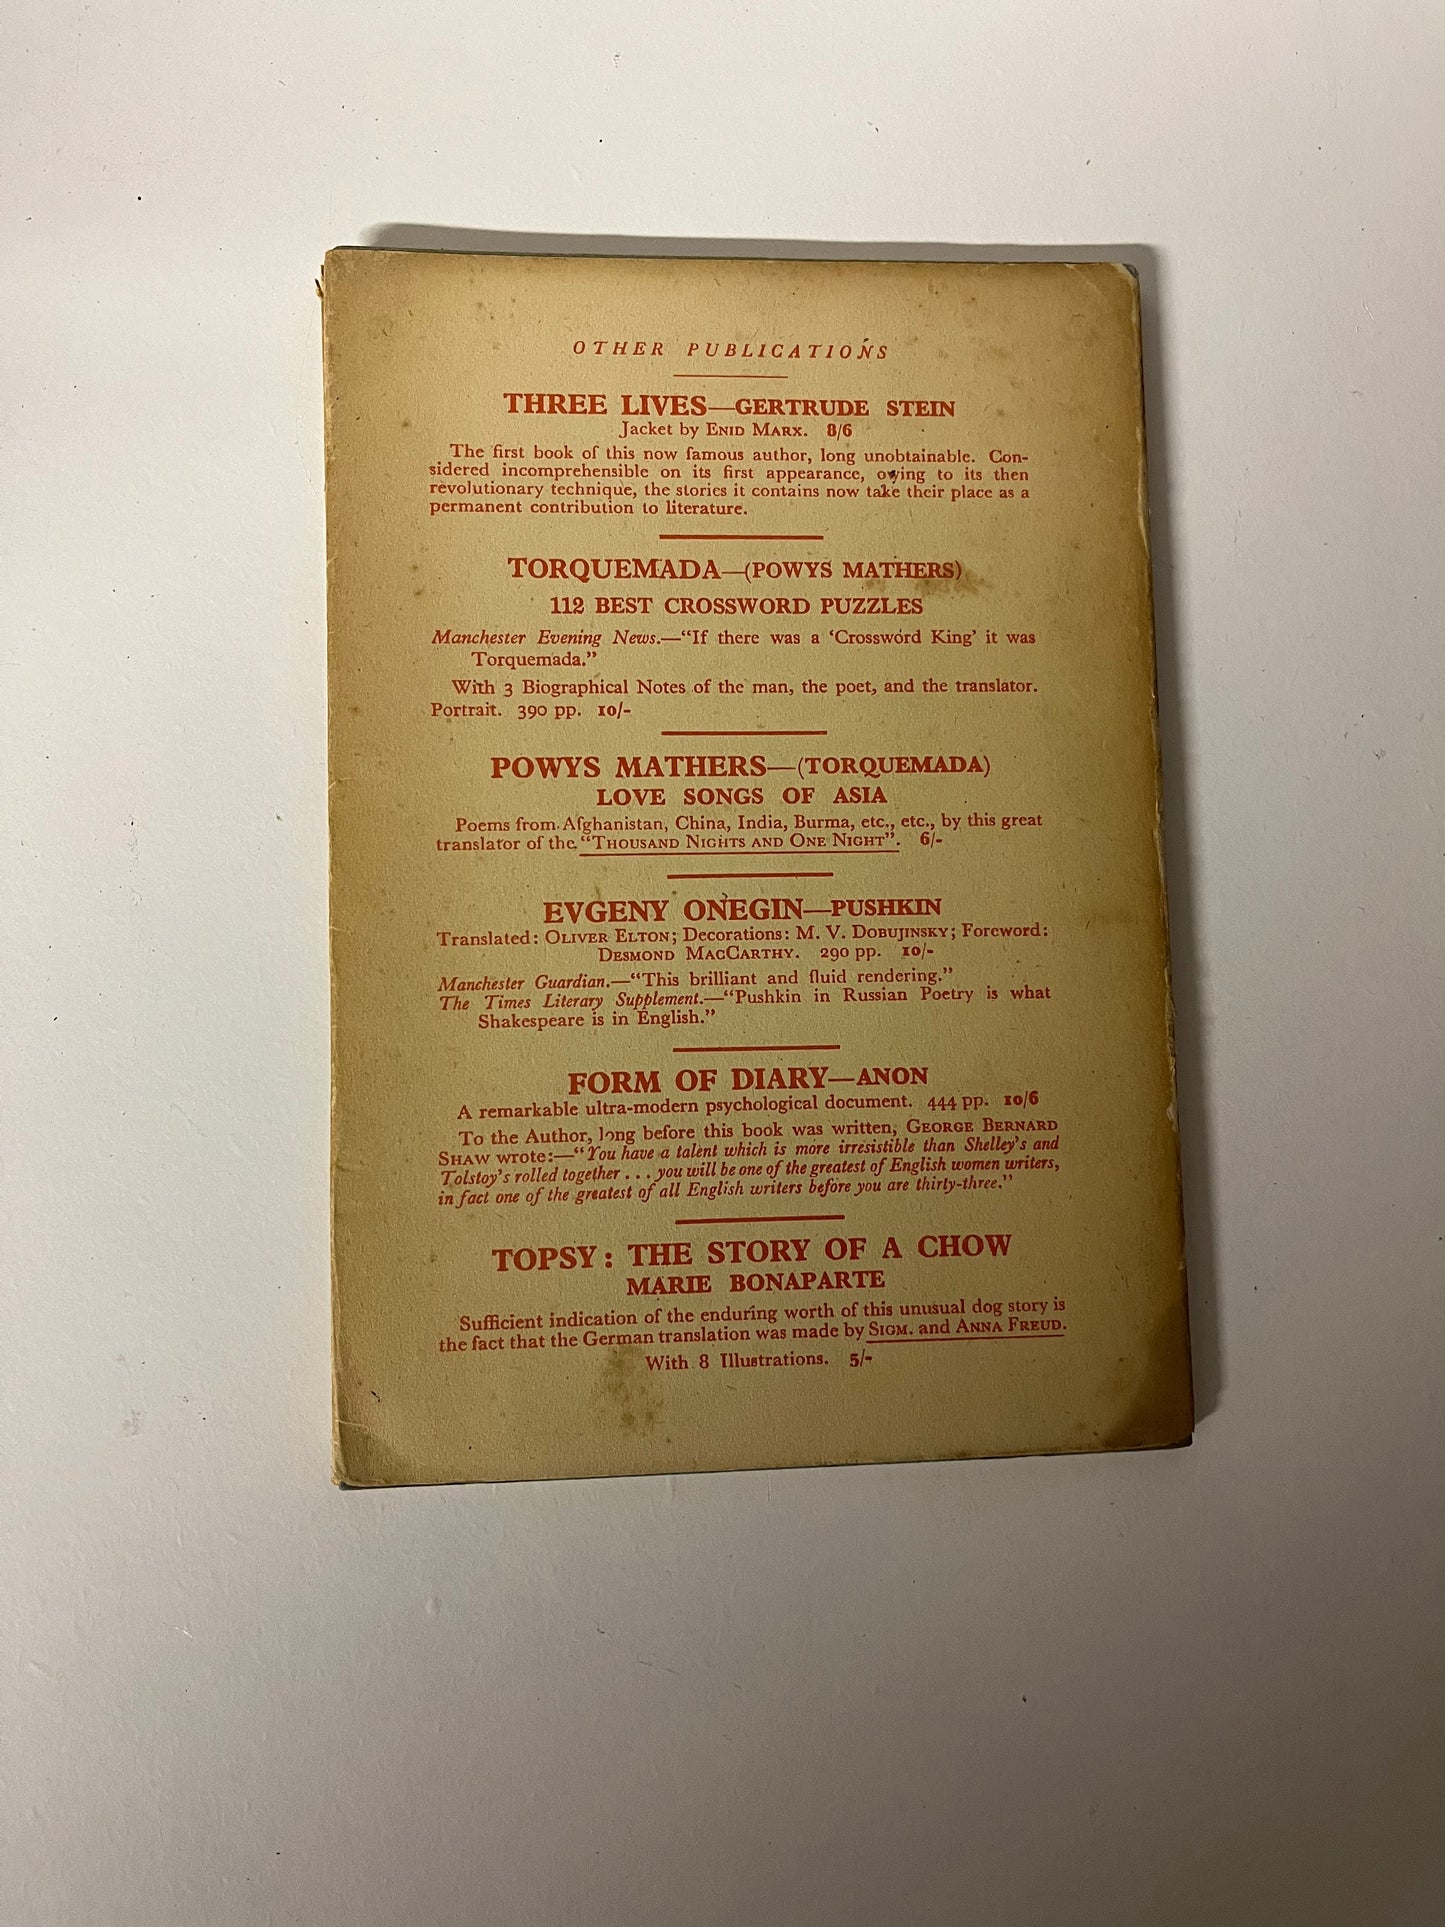 OTHER PUBLICATIONS
THREE LIVES—GERTRUDE STEIN
Jacket by ENID MARX. 8/6
The first book of this now famous author, long unobtainable. Con-
sidered incomprehensible on its first appearance, owing to its then
revolutionary technique, the stories it contains now take their place as a
permanent contribution to literature.
TORQUEMADA—(POWYS MATHERS)
112 BEST CROSSWORD PUZZLES
Manchester Evening News.—“If there was a ‘Crossword King’ it was
Torquemada.”
With 3 Biographical Notes of the man, the poet, and the translator.
Portrait. 390 pp. 10/-
POWYS MATHERS—(TORQUEMADA)
LOVE SONGS OF ASIA
Poems from Afghanistan, China, India, Burma, etc., etc., by this great
translator of the “THOUSAND NIGHTS AND ONE NIGHT”. 6/-
EVGENY ONEGIN—PUSHKIN
Translated: OLIVER ELTON; Decorations: M. V. DOBUJINSKY; Foreword:
DESMOND MACCARTHY. 290 pp. 10/-
Manchester Guardian.—“This brilliant and fluid rendering.”
The Times Literary Supplement.—“Pushkin in Russian Poetry is what
Shakespeare is in English.”
FORM OF DIARY—ANON
A remarkable ultra-modern psychological document. 444 pp. 10/6
To the Author, long before this book was written, GEORGE BERNARD
SHAW wrote:—“You have a talent which is more irresistible than Shelley's and
Tolstoy's rolled together . . . you will be one of the greatest of English women writers,
in fact one of the greatest of all English writers before you are thirty-three.”
TOPSY: THE STORY OF A CHOW
MARIE BONAPARTE
Sufficient indication of the enduring worth of this unusual dog story is
the fact that the German translation was made by SIGM. and ANNA FREUD.
With 8 Illustrations. 5/-